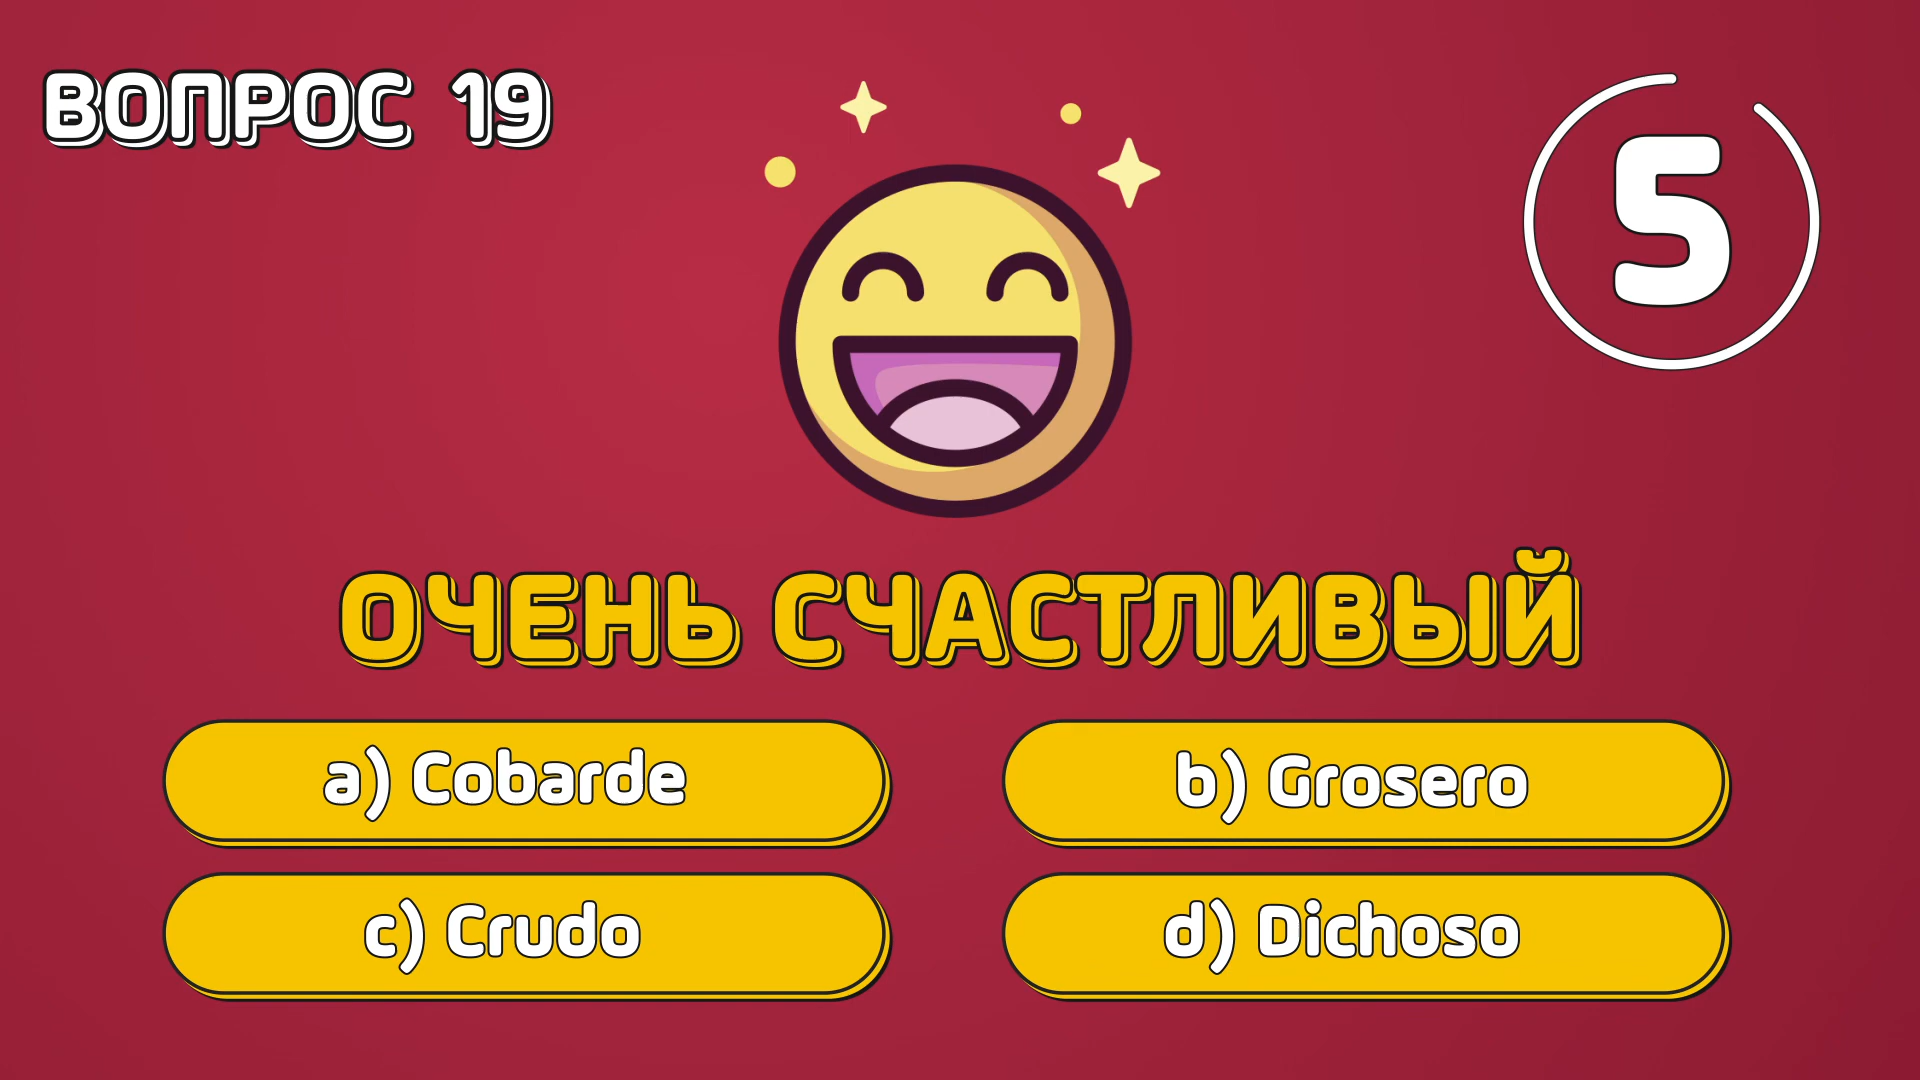 ВОПРОС 19
5
ОЧЕНЬ СЧАСТЛИВЫЙ
a) Cobarde
b) Grosero
c) Crudo
d) Dichoso